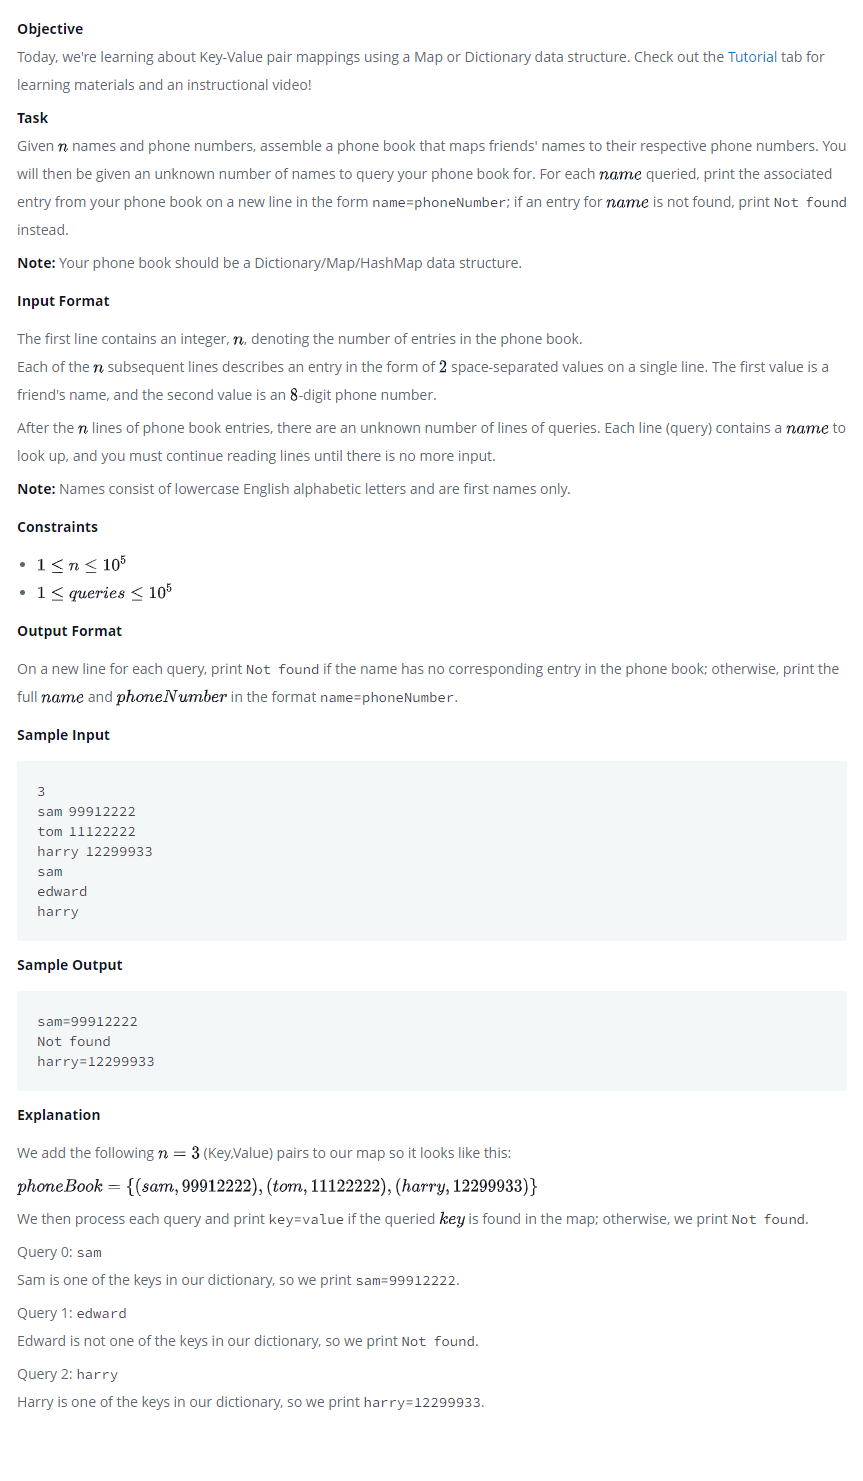 Objective
Today, we're learning about Key-Value pair mappings using a Map or Dictionary data structure. Check out the Tutorial tab for
learning materials and an instructional video!
Task
Given n names and phone numbers, assemble a phone book that maps friends' names to their respective phone numbers. You
will then be given an unknown number of names to query your phone book for. For each name queried, print the associated
entry from your phone book on a new line in the form name=phoneNumber; if an entry for name is not found, print Not found
instead.
Note: Your phone book should be a Dictionary/Map/HashMap data structure.
Input Format
The first line contains an integer, n, denoting the number of entries in the phone book.
Each of the n subsequent lines describes an entry in the form of 2 space-separated values on a single line. The first value is a
friend's name, and the second value is an 8-digit phone number.
After the n lines of phone book entries, there are an unknown number of lines of queries. Each line (query) contains a name to
look up, and you must continue reading lines until there is no more input.
Note: Names consist of lowercase English alphabetic letters and are first names only.
Constraints
• 1 ≤ n ≤ 10⁵
• 1 ≤ queries ≤ 10⁵
Output Format
On a new line for each query, print Not found if the name has no corresponding entry in the phone book; otherwise, print the
full name and phoneNumber in the format name=phoneNumber.
Sample Input
3
sam 99912222
tom 11122222
harry 12299933
sam
edward
harry
Sample Output
sam=99912222
Not found
harry=12299933
Explanation
We add the following n = 3 (Key,Value) pairs to our map so it looks like this:
phoneBook = {(sam, 99912222), (tom, 11122222), (harry, 12299933)}
We then process each query and print key=value if the queried key is found in the map; otherwise, we print Not found.
Query 0: sam
Sam is one of the keys in our dictionary, so we print sam=99912222.
Query 1: edward
Edward is not one of the keys in our dictionary, so we print Not found.
Query 2: harry
Harry is one of the keys in our dictionary, so we print harry=12299933.